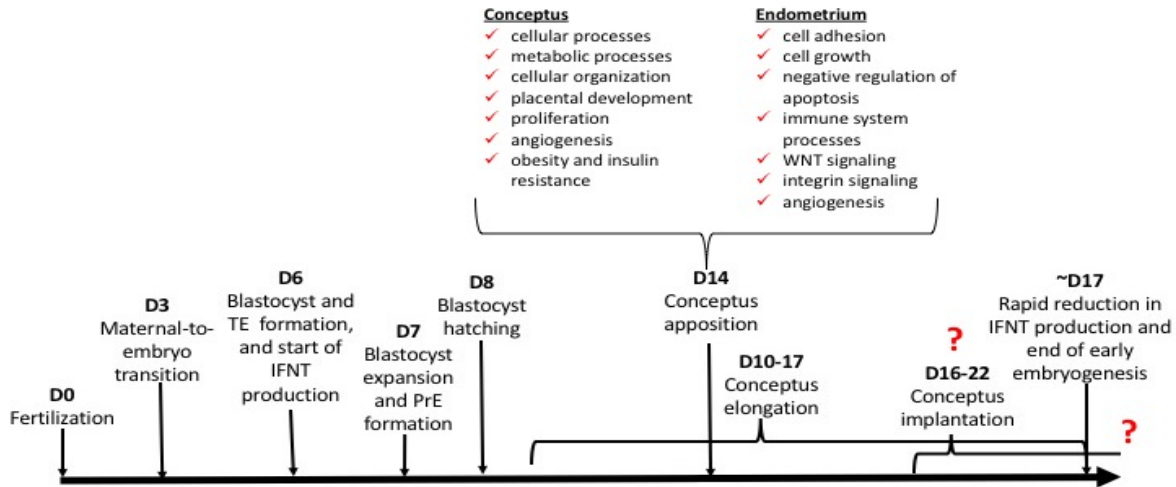 Conceptus
✓ cellular processes
✓ metabolic processes
✓ cellular organization
✓ placental development
✓ proliferation
✓ angiogenesis
✓ obesity and insulin
resistance
Endometrium
✓ cell adhesion
✓ cell growth
✓ negative regulation of
apoptosis
✓ immune system
processes
✓ WNT signaling
✓ integrin signaling
✓ angiogenesis
D0
Fertilization
D3
Maternal-to-
embryo
transition
D6
Blastocyst and
TE formation,
and start of
IFNT
production
D7
Blastocyst
expansion
and PrE
formation
D8
Blastocyst
hatching
D14
Conceptus
apposition
D10-17
Conceptus
elongation
?
D16-22
Conceptus
implantation
~D17
Rapid reduction in
IFNT production and
end of early
embryogenesis
?